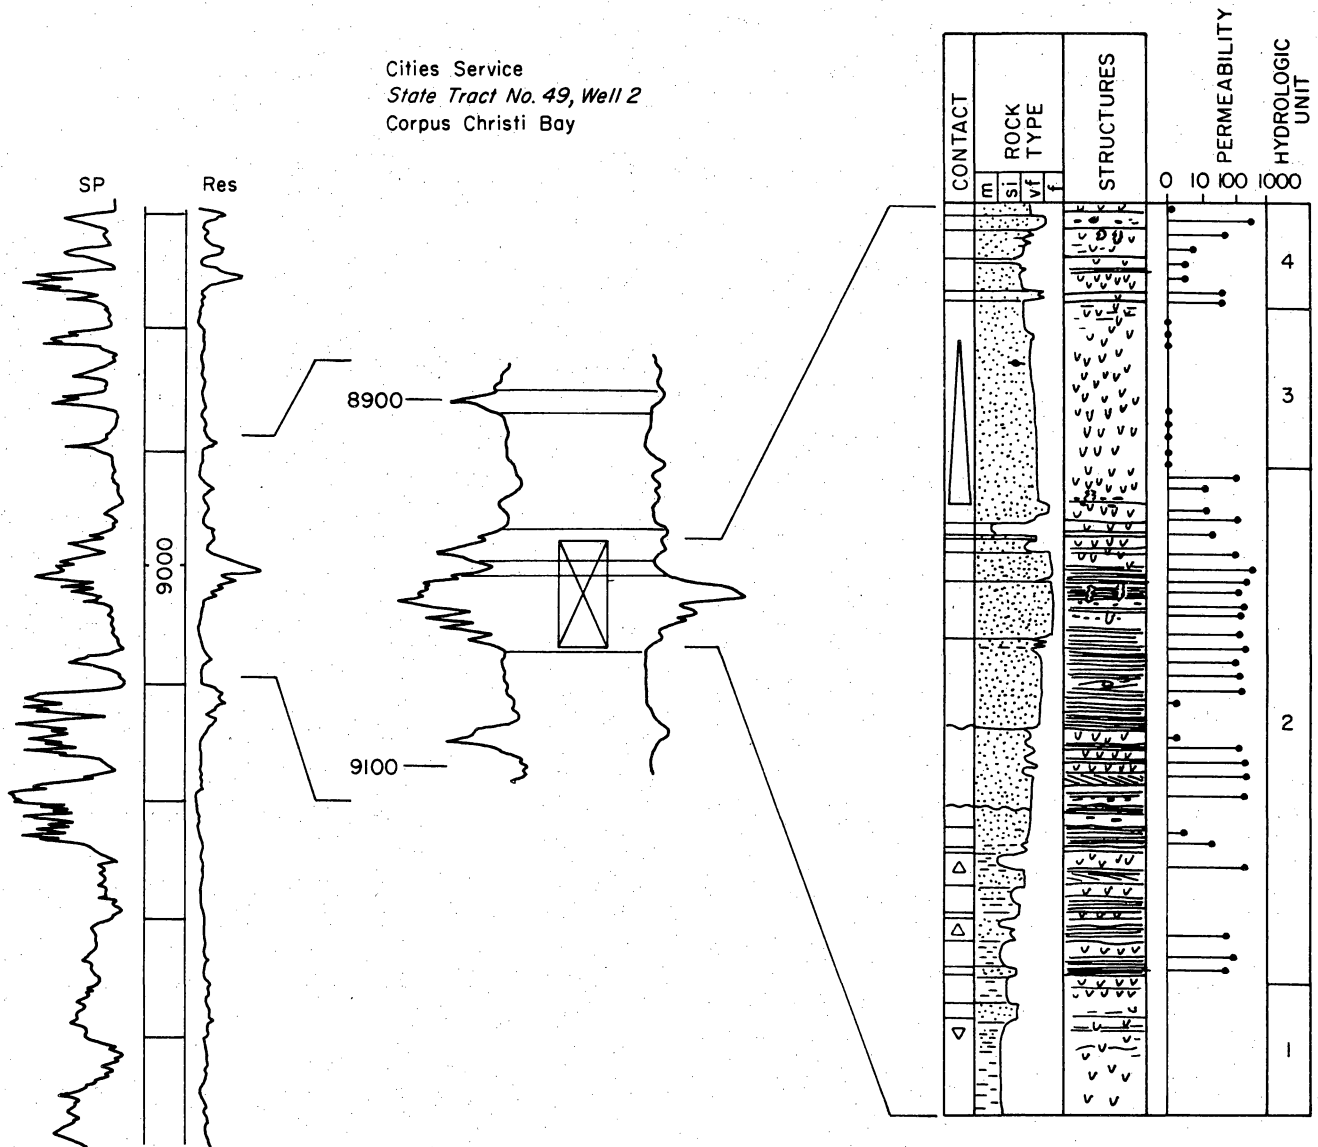 Cities Service
State Tract No. 49, Well 2
Corpus Christi Bay
SP
Res
9000
8900
9100
CONTACT
ROCK
TYPE
m
si
vf
f
STRUCTURES
PERMEABILITY
0 10 100 1000
HYDROLOGIC
UNIT
4
3
2
1